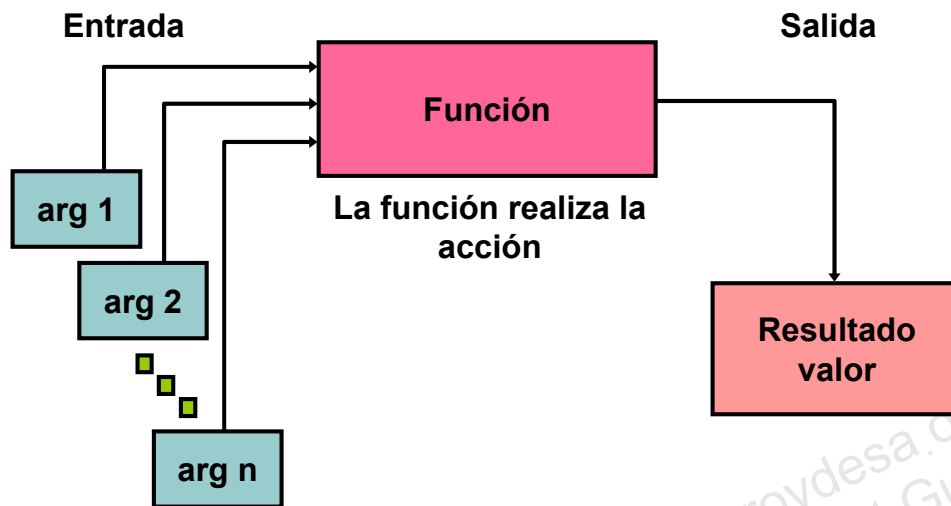 Entrada
Salida
Función
La función realiza la
acción
arg 1
arg 2
arg n
Resultado
valor